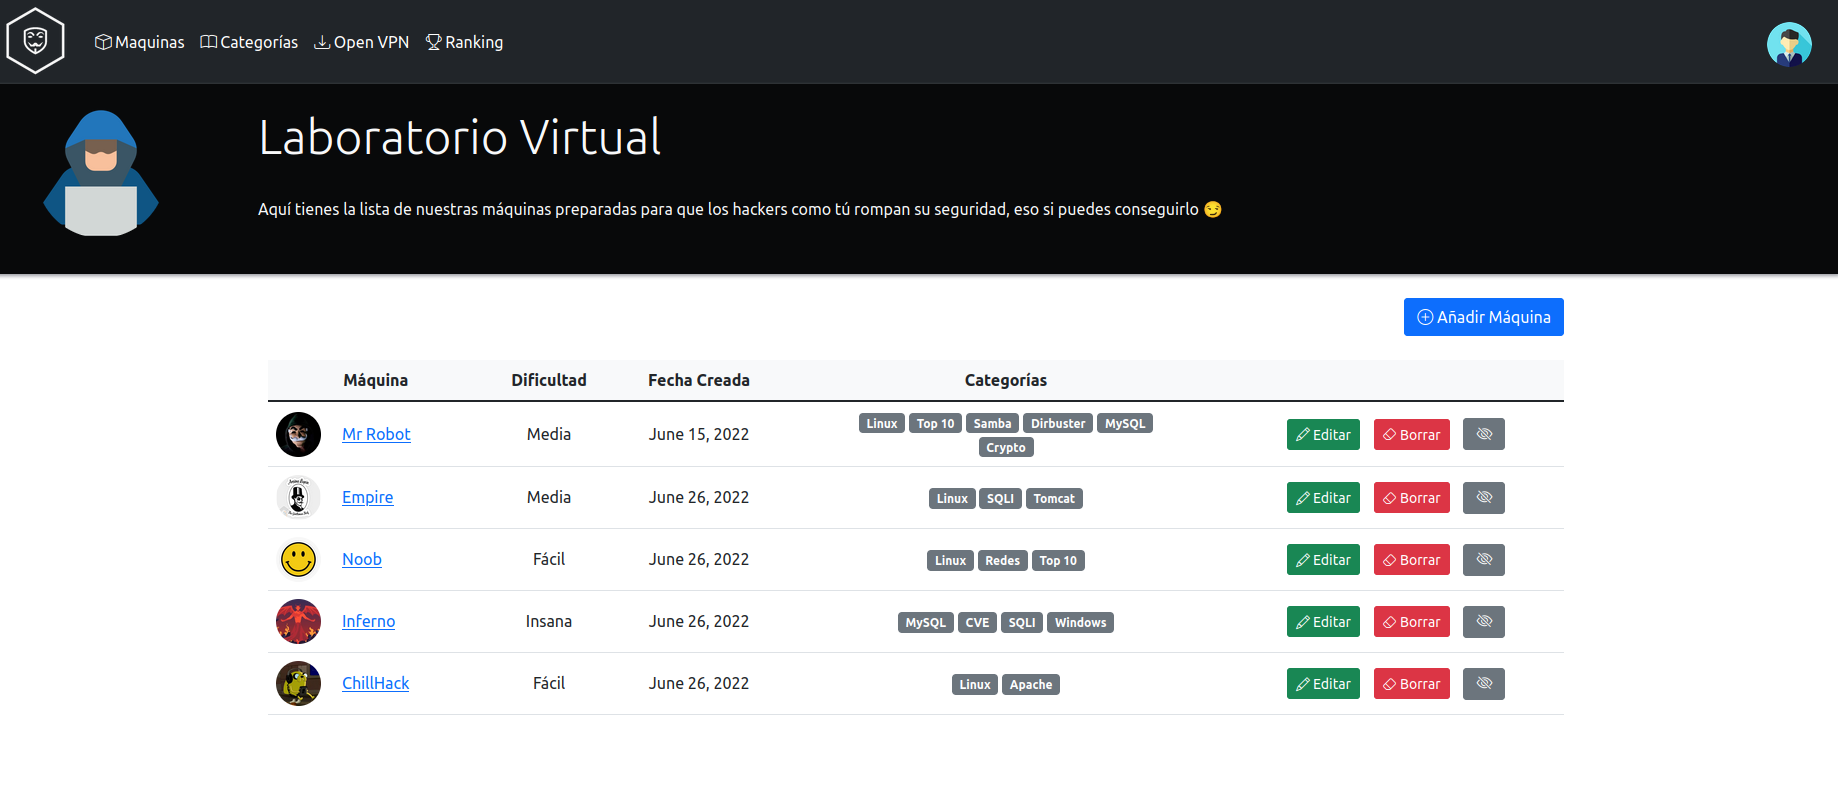 Maquinas Categorías Open VPN Ranking
Laboratorio Virtual
Aquí tienes la lista de nuestras máquinas preparadas para que los hackers como tú rompan su seguridad, eso si puedes conseguirlo 😏
Añadir Máquina
Máquina Dificultad Fecha Creada Categorías
Mr Robot Media June 15, 2022 Linux Top 10 Samba Dirbuster MySQL Editar Borrar
Crypto
Empire Media June 26, 2022 Linux SQLI Tomcat Editar Borrar
Noob Fácil June 26, 2022 Linux Redes Top 10 Editar Borrar
Inferno Insana June 26, 2022 MySQL CVE SQLI Windows Editar Borrar
ChillHack Fácil June 26, 2022 Linux Apache Editar Borrar